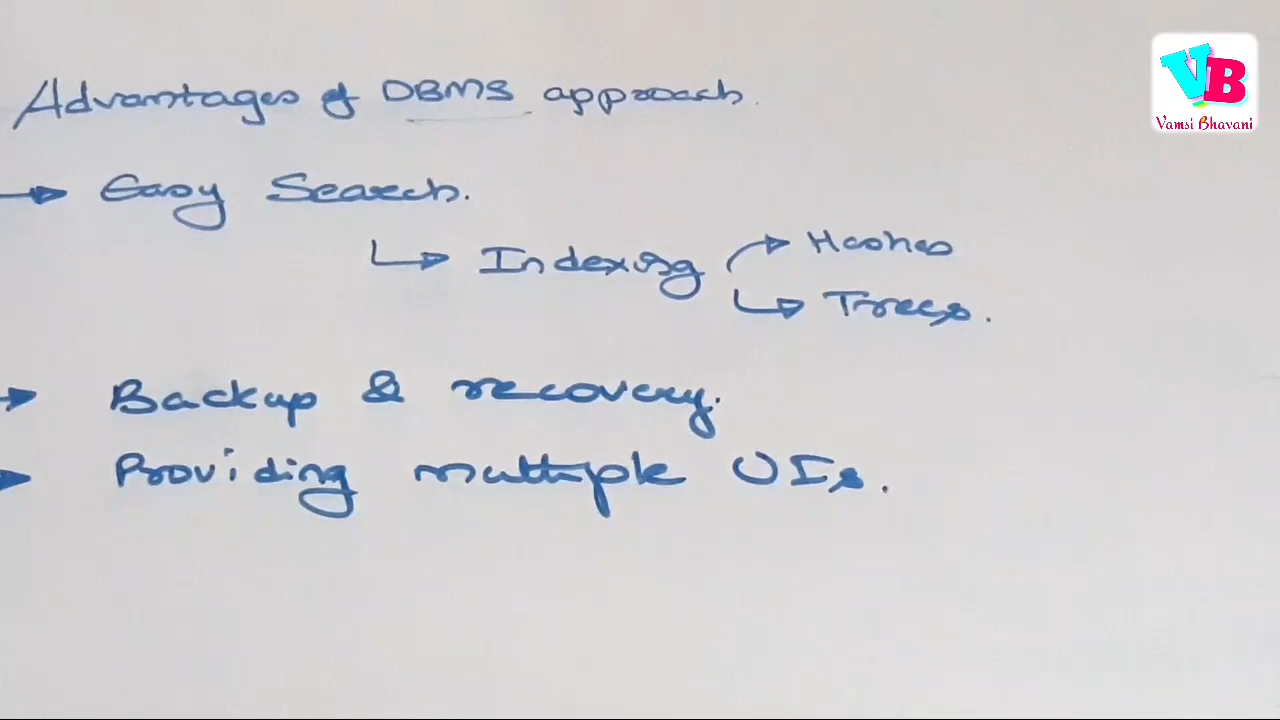 Advantages of DBMS approach.
→ Easy Search.
↳ Indexing → Hashes
↳ Trees.
→ Backup & recovery.
→ Providing multiple UIs.
VB
Vamsi Bhavani